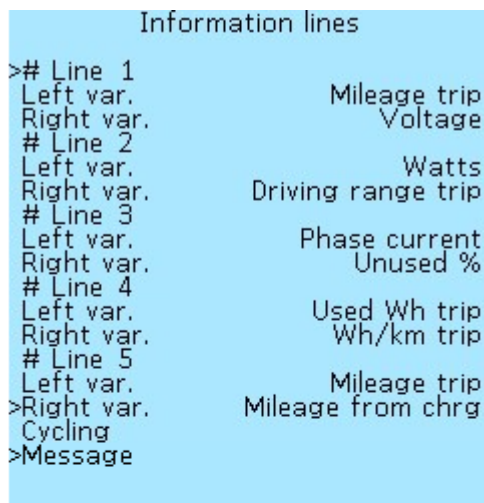 Information lines
># Line 1
Left var. Mileage trip
Right var. Voltage
# Line 2
Left var. Watts
Right var. Driving range trip
# Line 3
Left var. Phase current
Right var. Unused %
# Line 4
Left var. Used Wh trip
Right var. Wh/km trip
# Line 5
Left var. Mileage trip
>Right var. Mileage from chrg
Cycling
>Message